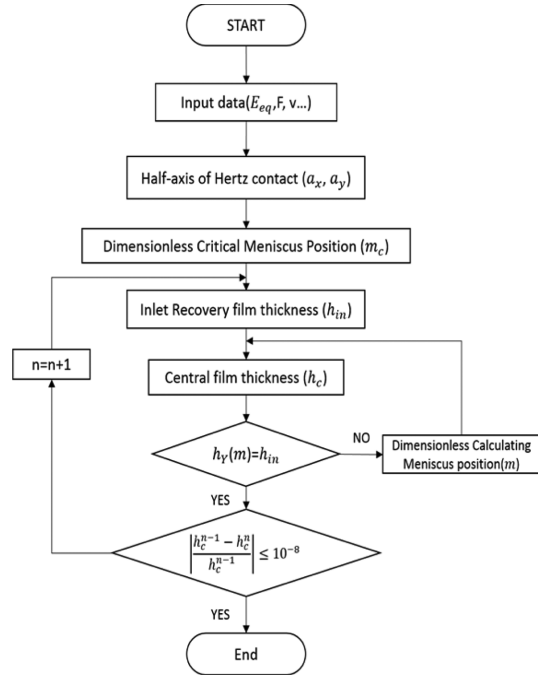 START
Input data(E_eq,F, v...)
Half-axis of Hertz contact (a_x, a_y)
Dimensionless Critical Meniscus Position (m_c)
Inlet Recovery film thickness (h_in)
n=n+1
Central film thickness (h_c)
h_Y(m)=h_in
NO
Dimensionless Calculating
Meniscus position(m)
YES
|(h_c^{n-1} − h_c^n)/h_c^{n-1}| ≤ 10^{-8}
YES
End